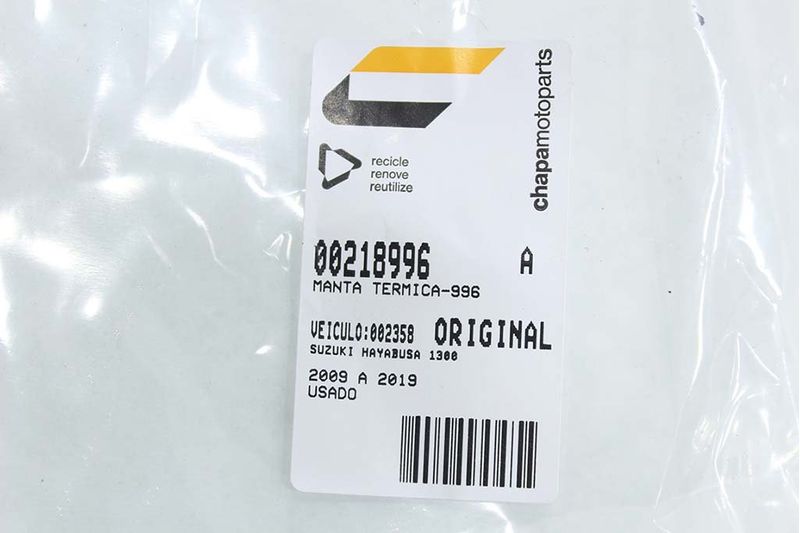 chapamotoparts
recicle
renove
reutilize
00218996 A
MANTA TERMICA-996
VEICULO:002358 ORIGINAL
SUZUKI HAYABUSA 1300
2009 A 2019
USADO